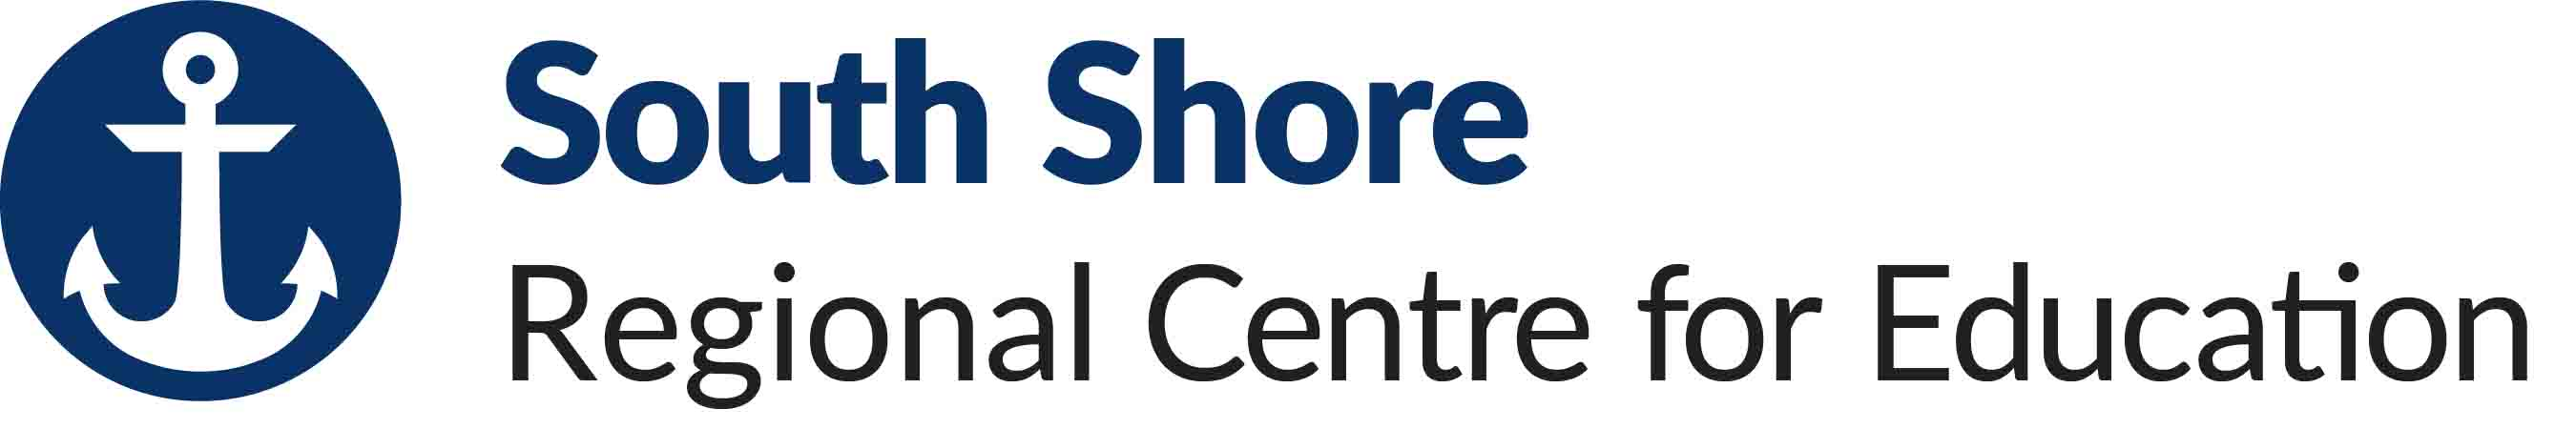 South Shore
Regional Centre for Education